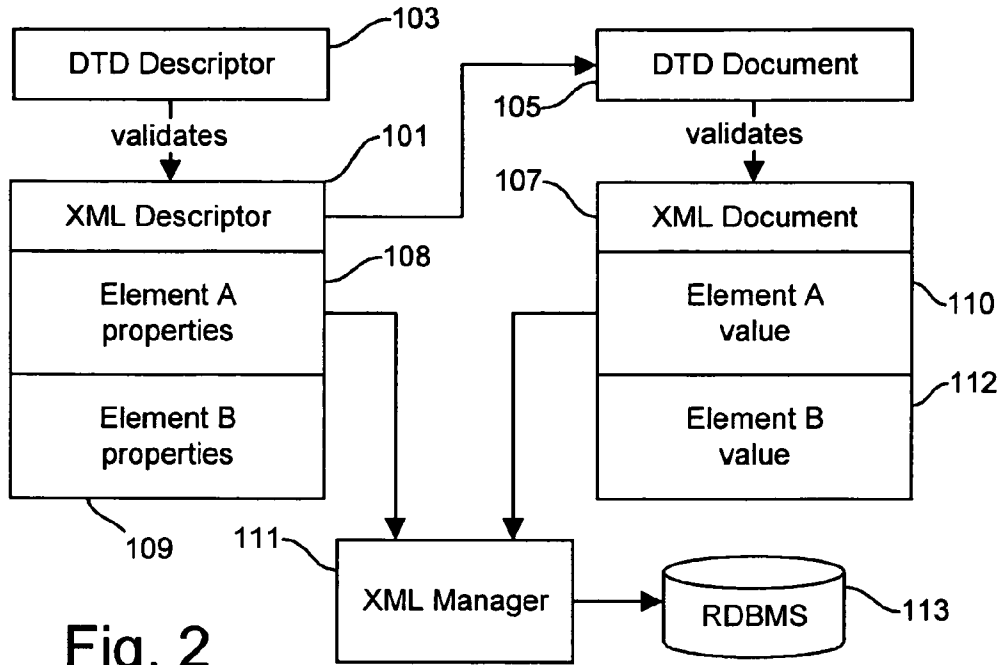 103
DTD Descriptor
DTD Document
105
validates
validates
101
107
XML Descriptor
XML Document
108
Element A
properties
Element A
value
110
112
Element B
properties
Element B
value
109
111
XML Manager
RDBMS
113
Fig. 2